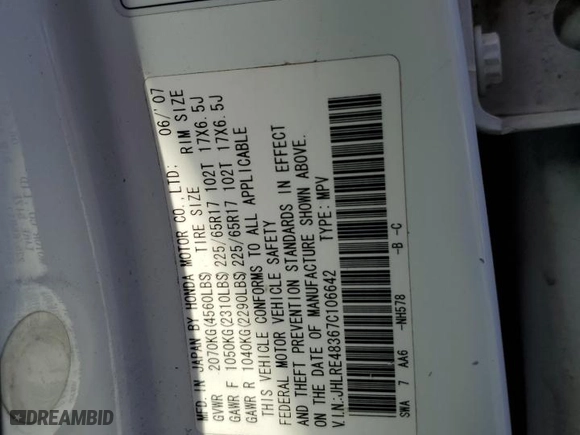 MFD. IN JAPAN BY HONDA MOTOR CO., LTD: 06/'07
GVWR 2070KG(4560LBS) TIRE SIZE RIM SIZE
GAWR F 1050KG(2310LBS) 225/65R17 102T 17X6.5J
GAWR R 1040KG(2290LBS) 225/65R17 102T 17X6.5J
THIS VEHICLE CONFORMS TO ALL APPLICABLE
FEDERAL MOTOR VEHICLE SAFETY
AND THEFT PREVENTION STANDARDS IN EFFECT
ON THE DATE OF MANUFACTURE SHOWN ABOVE.
V.I.N.:JHLRE48367C106642 TYPE: MPV
SWA 7 AA6 -NH578 -B -C
DREAMBID